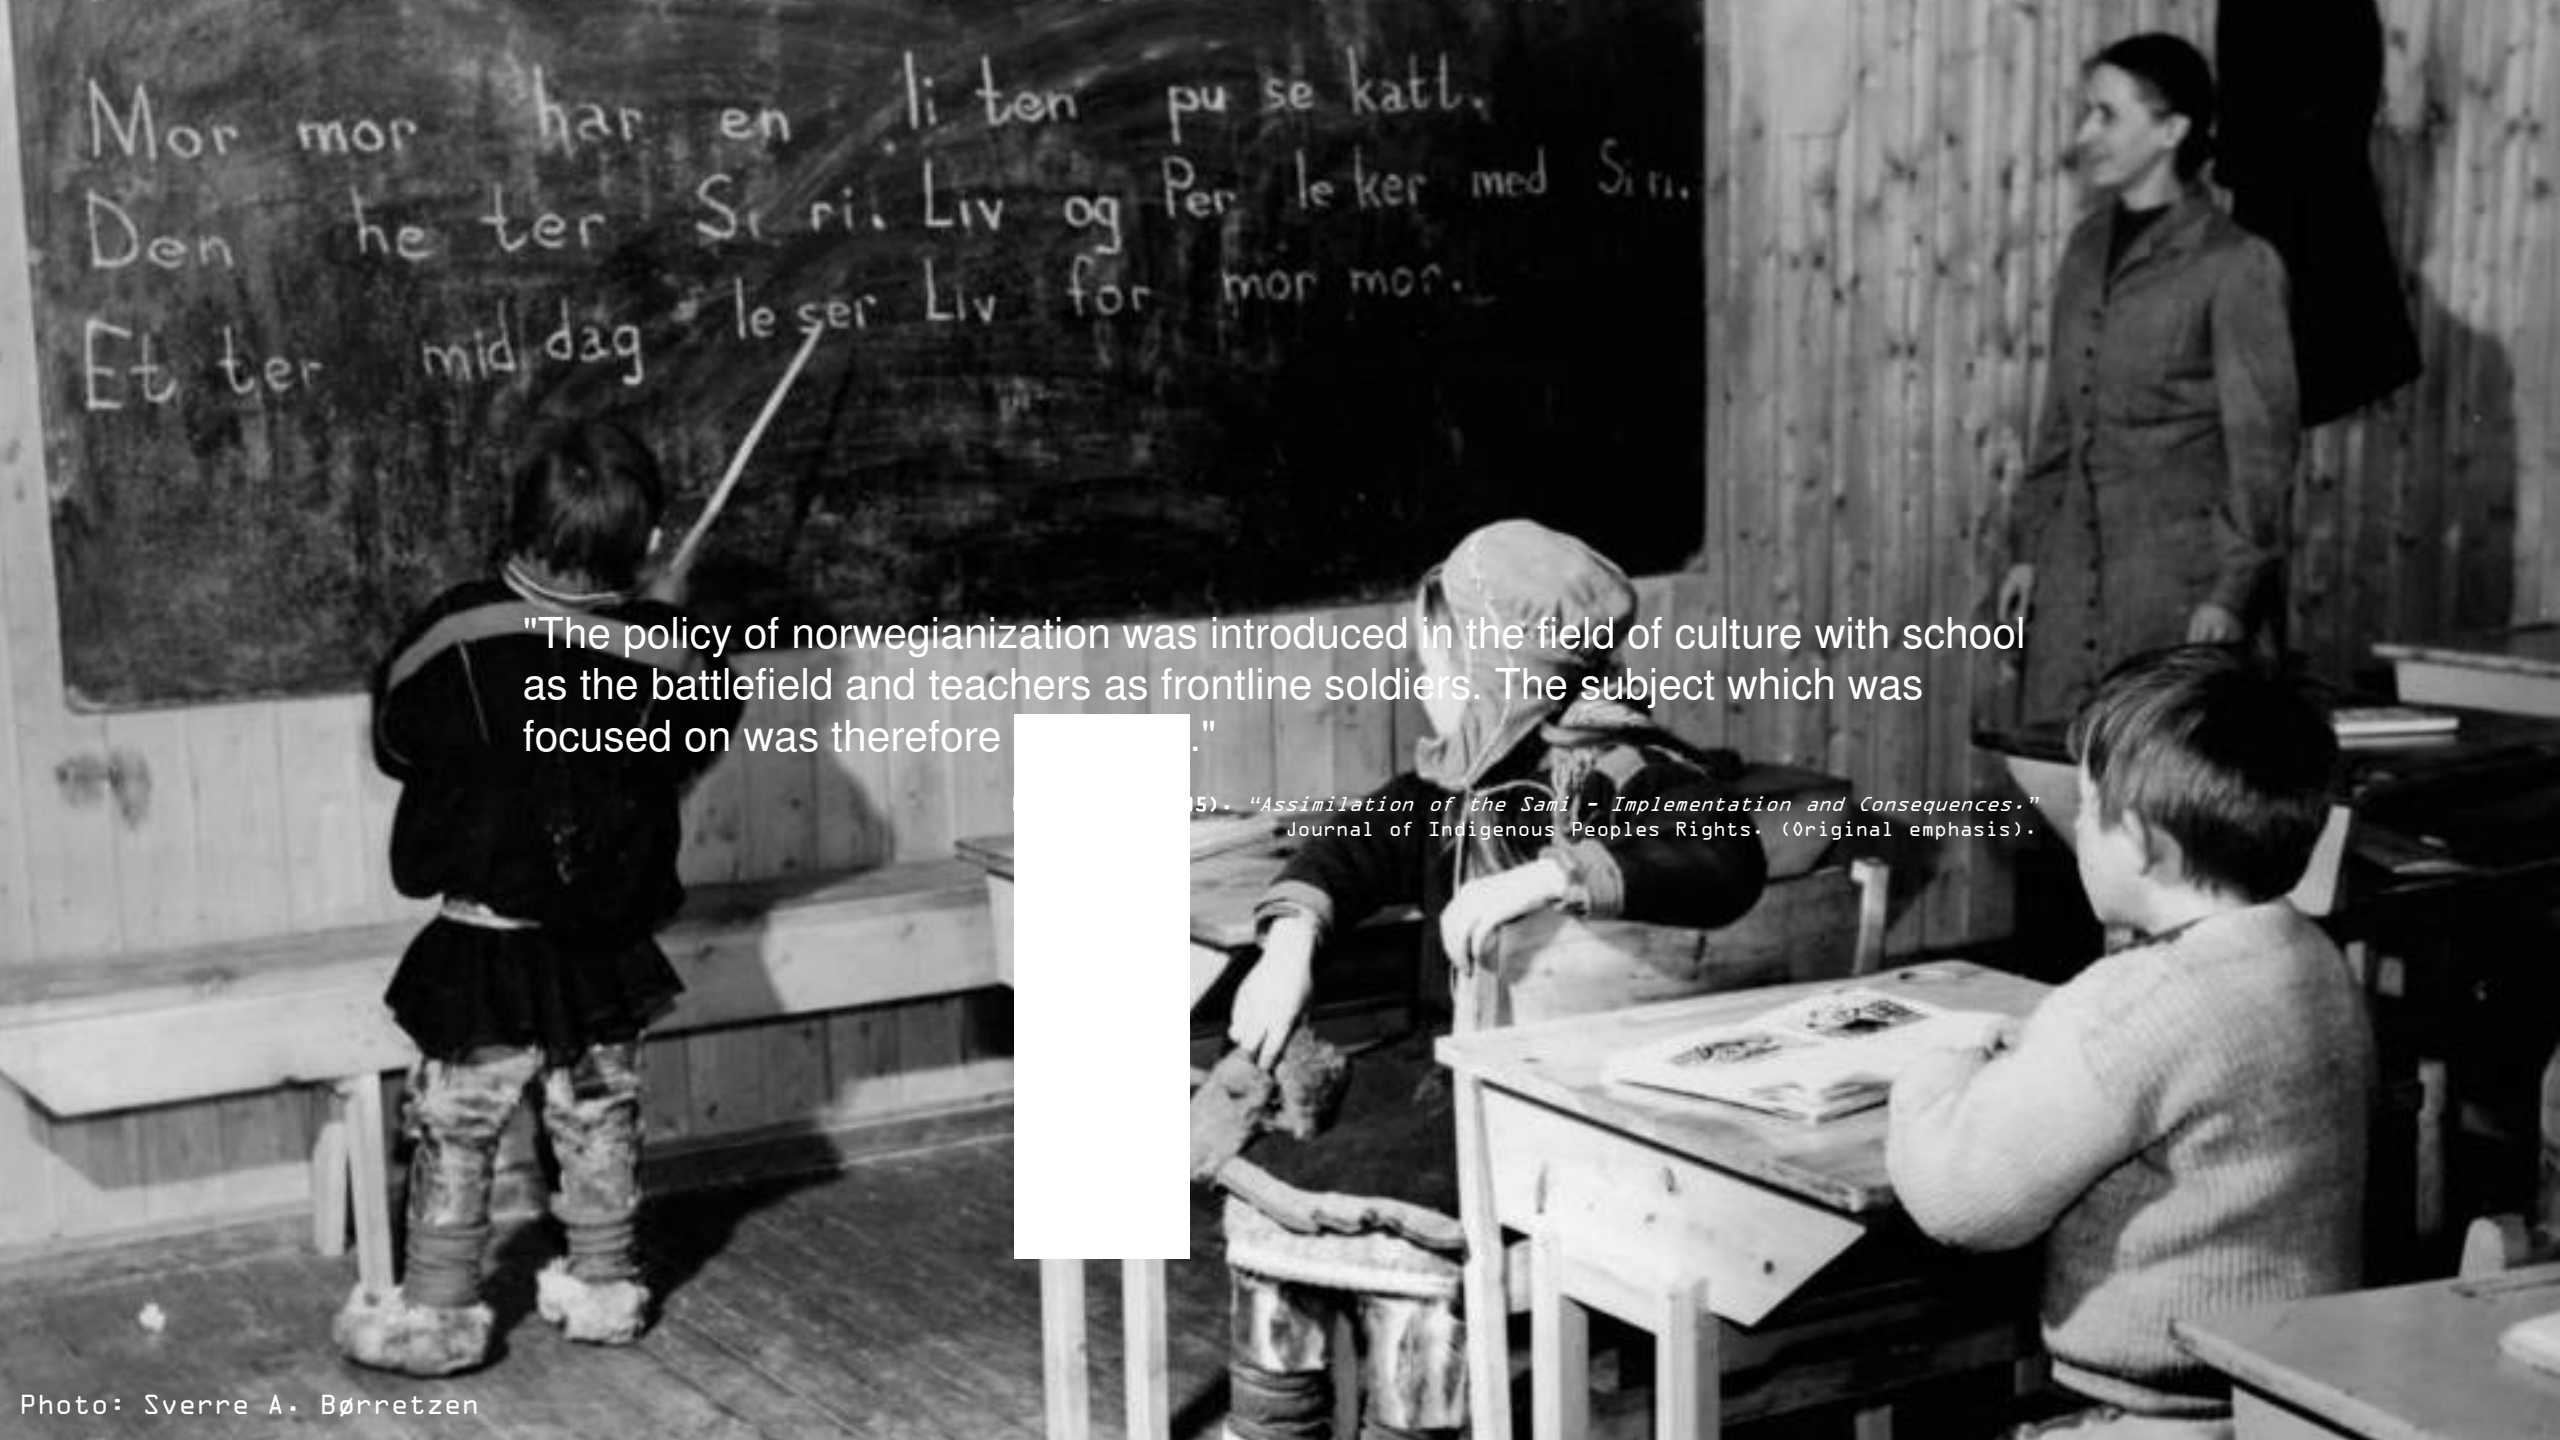 Mor mor har en li ten pu se katt.
Den he ter Si ri. Liv og Per le ker med Si ri.
Et ter mid dag le ser Liv for mor mor.
"The policy of norwegianization was introduced in the field of culture with school
as the battlefield and teachers as frontline soldiers. The subject which was
focused on was therefore ."
15). “Assimilation of the Sami – Implementation and Consequences.”
Journal of Indigenous Peoples Rights. (Original emphasis).
Photo: Sverre A. Børretzen